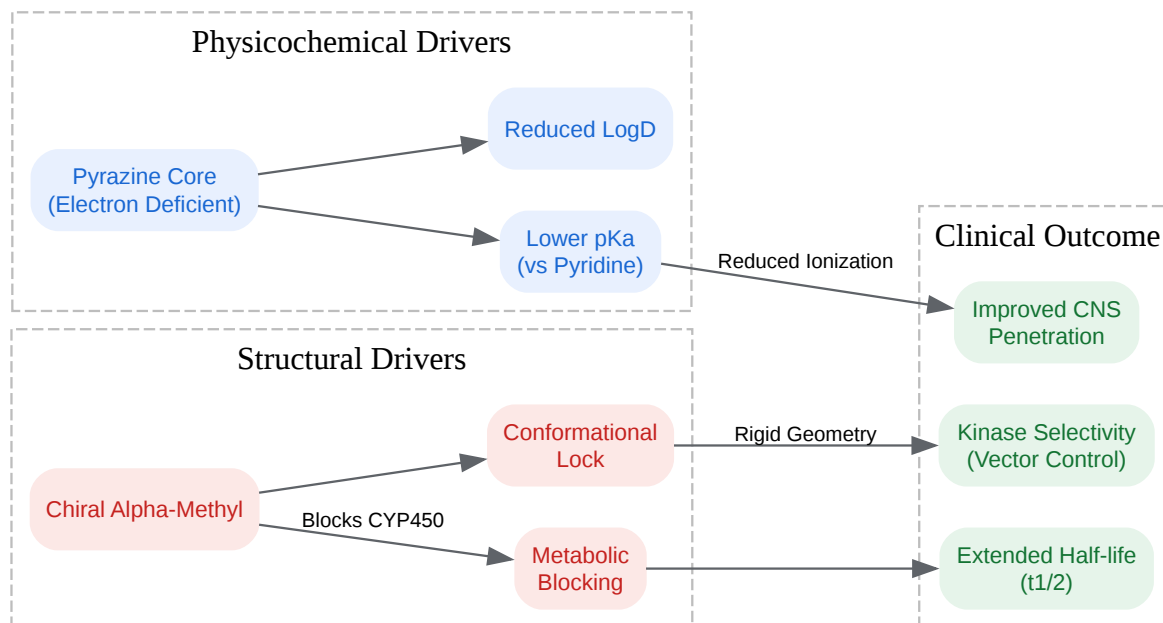 Physicochemical Drivers
Reduced LogD
Pyrazine Core
(Electron Deficient)
Lower pKa
(vs Pyridine)
Reduced Ionization
Clinical Outcome
Improved CNS
Penetration
Structural Drivers
Conformational
Lock
Rigid Geometry
Kinase Selectivity
(Vector Control)
Chiral Alpha-Methyl
Blocks CYP450
Metabolic
Blocking
Extended Half-life
(t1/2)